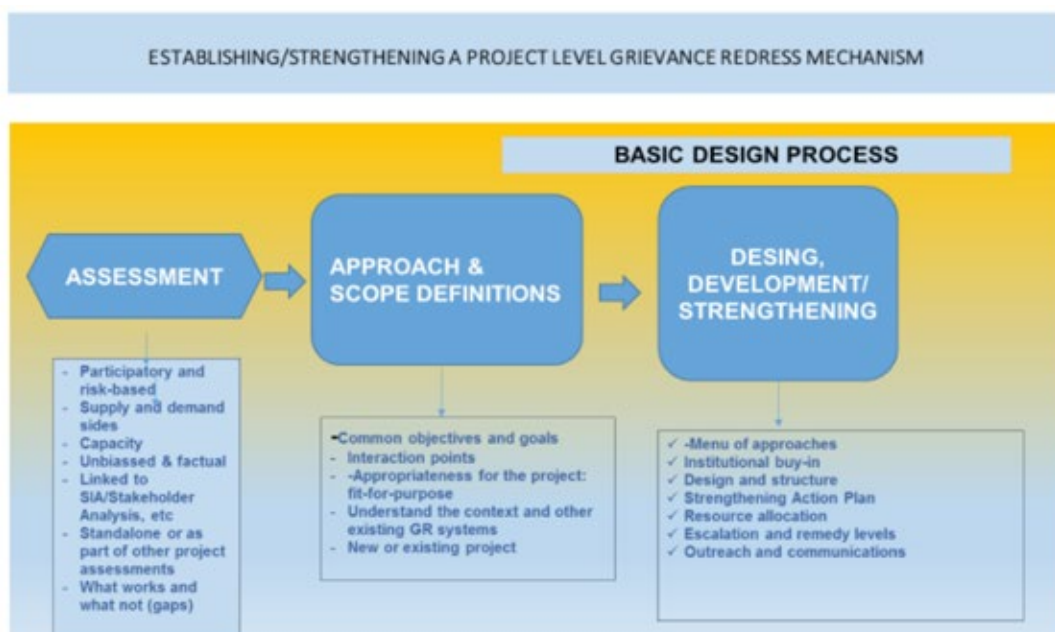 ESTABLISHING/STRENGTHENING A PROJECT LEVEL GRIEVANCE REDRESS MECHANISM
BASIC DESIGN PROCESS
ASSESSMENT
APPROACH &
SCOPE DEFINITIONS
DESING,
DEVELOPMENT/
STRENGTHENING
- Participatory and
risk-based
- Supply and demand
sides
- Capacity
- Unbiassed & factual
- Linked to
SIA/Stakeholder
Analysis, etc
- Standalone or as
part of other project
assessments
- What works and
what not (gaps)
-Common objectives and goals
- Interaction points
- -Appropriateness for the project:
fit-for-purpose
- Understand the context and other
existing GR systems
- New or existing project
✓ -Menu of approaches
✓ Institutional buy-in
✓ Design and structure
✓ Strengthening Action Plan
✓ Resource allocation
✓ Escalation and remedy levels
✓ Outreach and communications